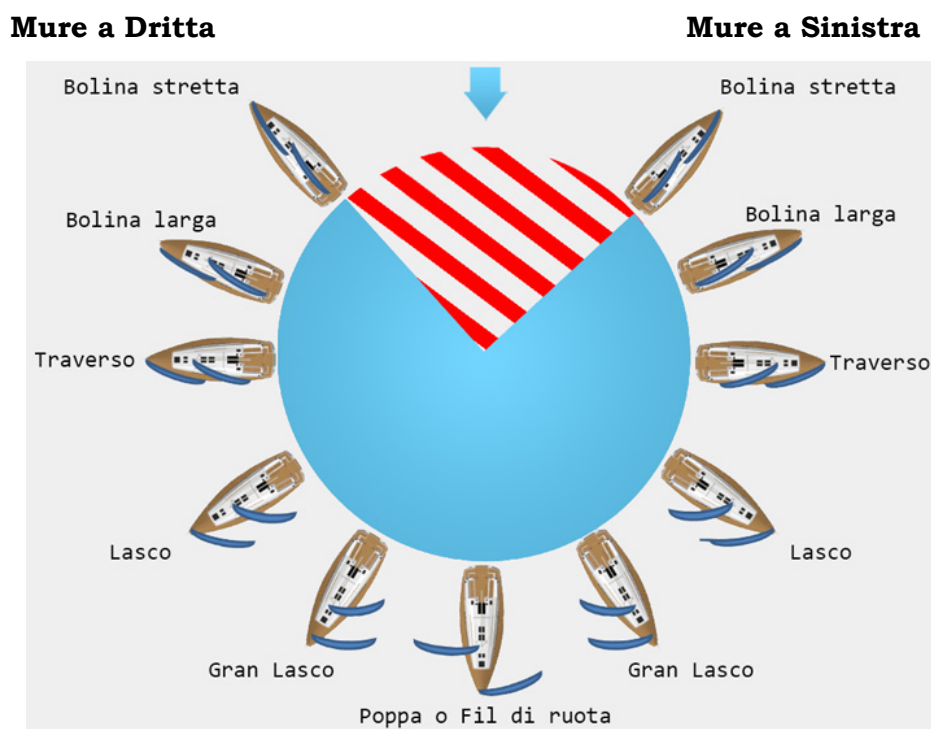 Mure a Dritta
Mure a Sinistra
Bolina stretta
Bolina stretta
Bolina larga
Bolina larga
Traverso
Traverso
Lasco
Lasco
Gran Lasco
Gran Lasco
Poppa o Fil di ruota